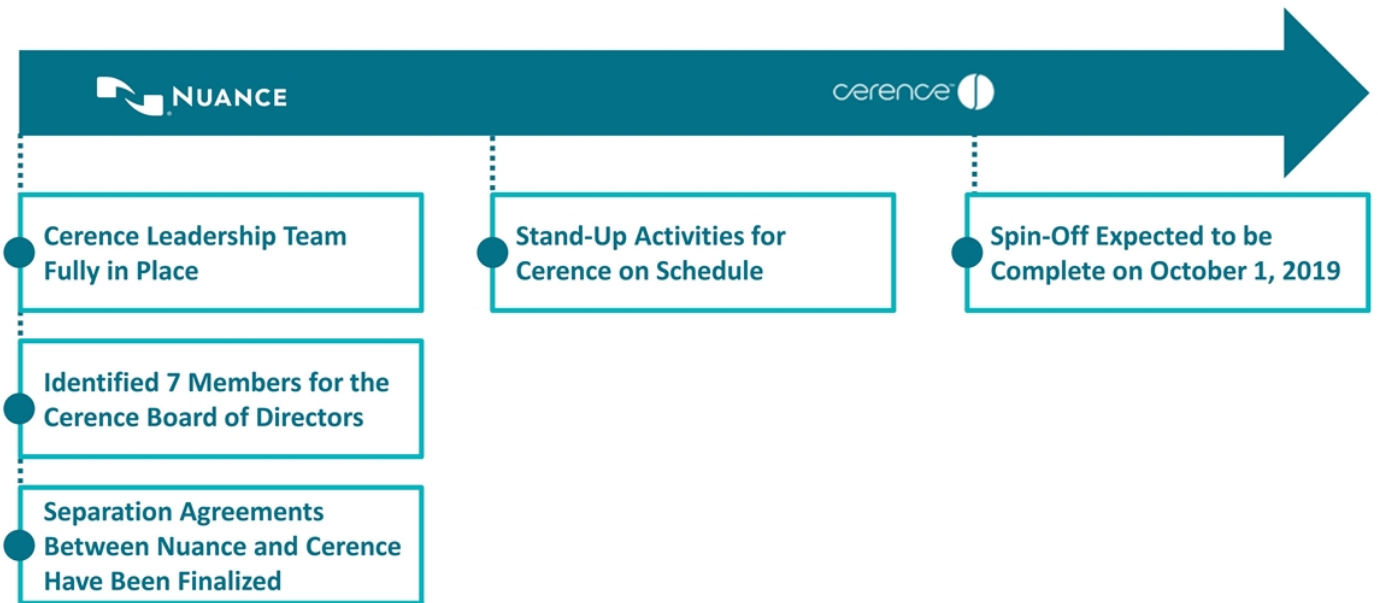 NUANCE
cerence™
Cerence Leadership Team
Fully in Place
Stand-Up Activities for
Cerence on Schedule
Spin-Off Expected to be
Complete on October 1, 2019
Identified 7 Members for the
Cerence Board of Directors
Separation Agreements
Between Nuance and Cerence
Have Been Finalized